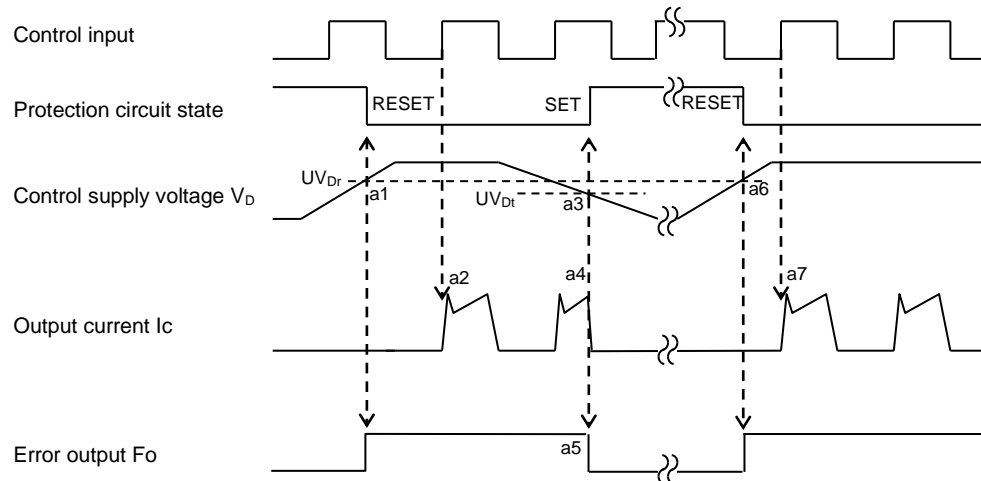 Control input
Protection circuit state
RESET
SET
RESET
Control supply voltage VD
UVDr
a1
UVDt
a3
a6
a2
a4
a7
Output current Ic
a5
Error output Fo